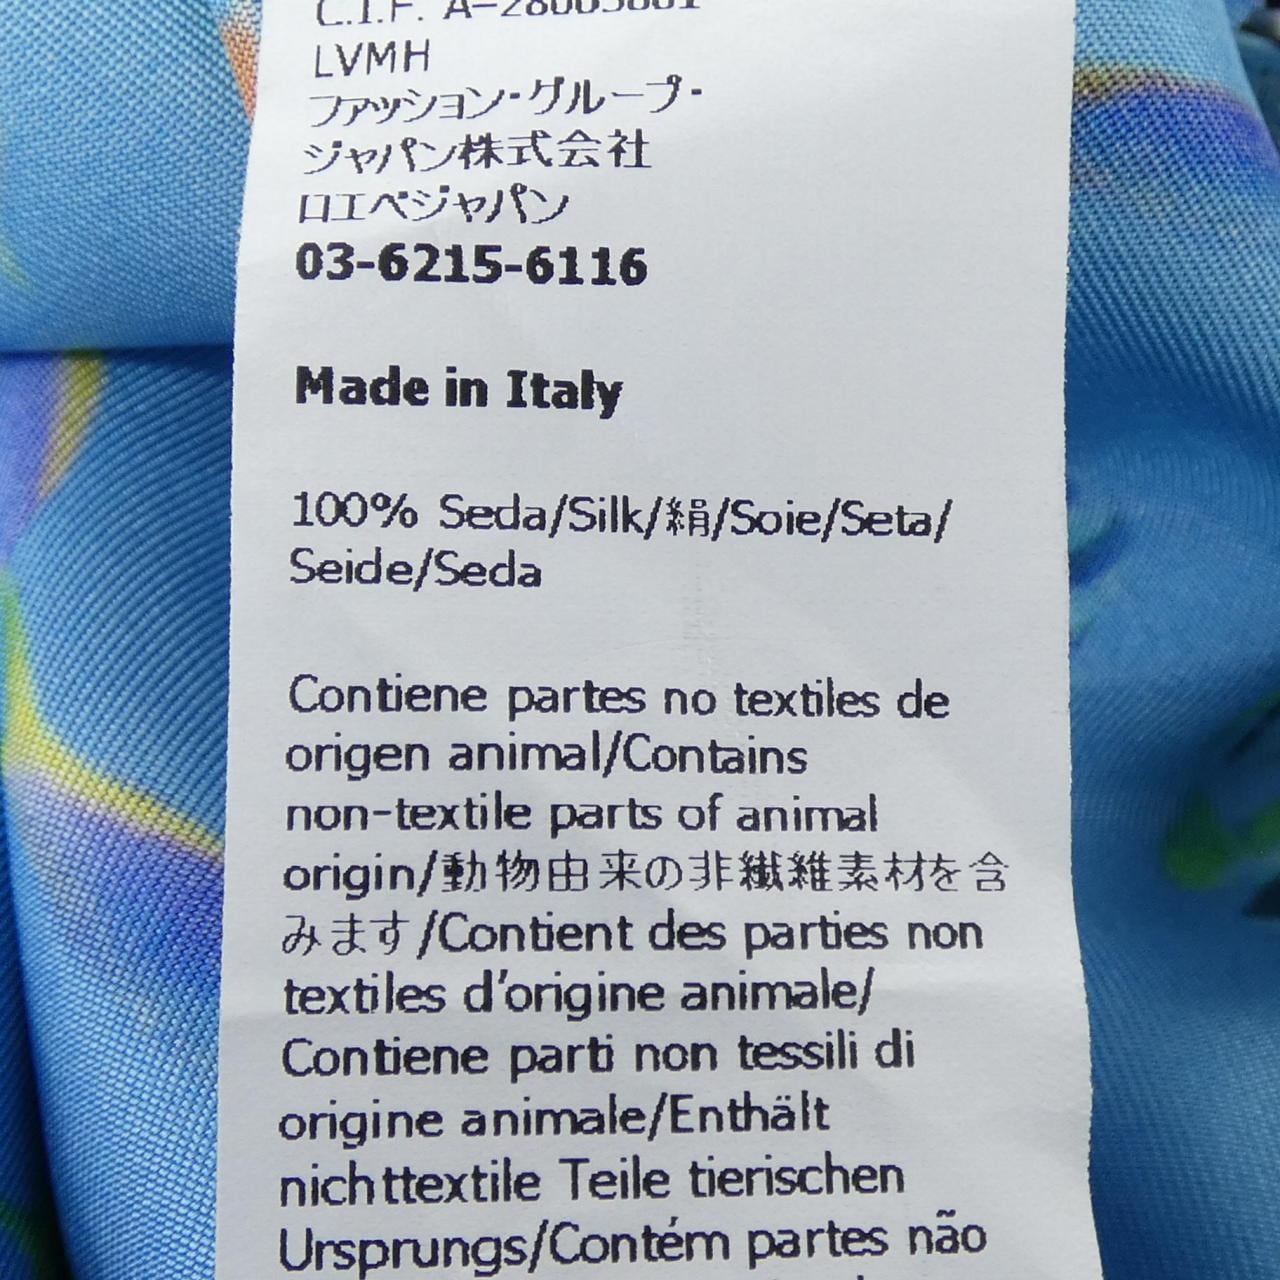 C.I.F. A-28003861
LVMH
ファッション・グループ・
ジャパン株式会社
ロエベジャパン
03-6215-6116
Made in Italy
100% Seda/Silk/絹/Soie/Seta/
Seide/Seda
Contiene partes no textiles de
origen animal/Contains
non-textile parts of animal
origin/動物由来の非繊維素材を含
みます/Contient des parties non
textiles d’origine animale/
Contiene parti non tessili di
origine animale/Enthält
nichttextile Teile tierischen
Ursprungs/Contém partes não